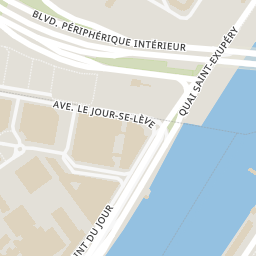 BLVD. PÉRIPHÉRIQUE INTÉRIEUR
QUAI SAINT-EXUPÉRY
AVE. LE JOUR-SE-LÈVE
INT DU JOUR